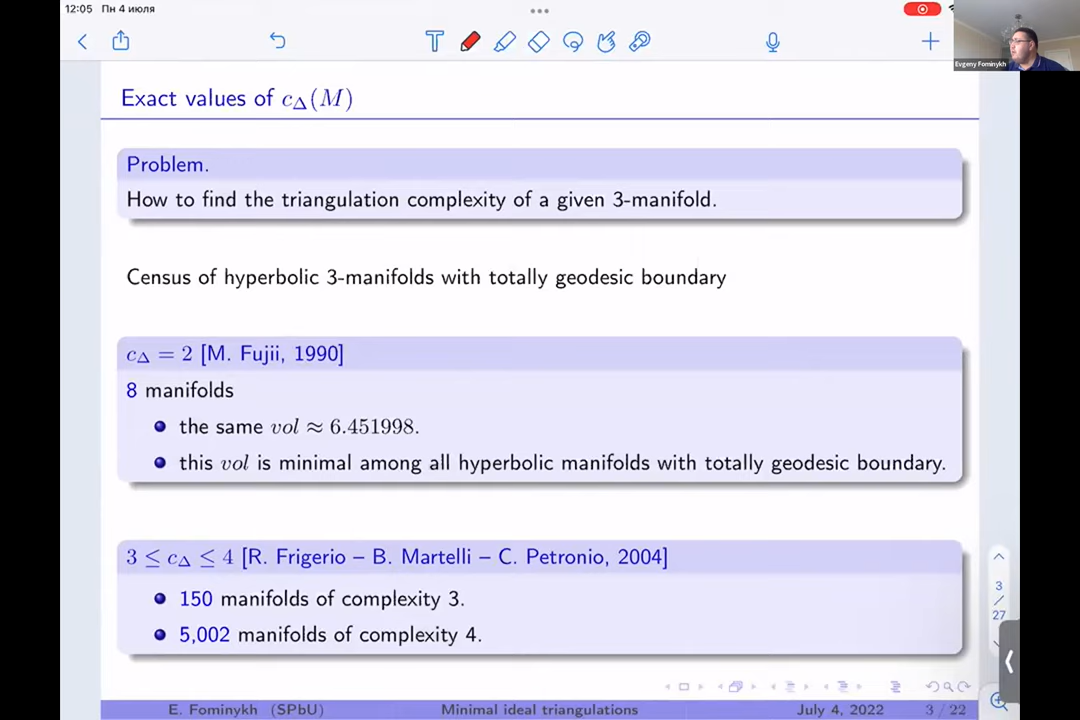 12:05 Пн 4 июля
Evgeny Fominykh
Exact values of c_Δ(M)
Problem.
How to find the triangulation complexity of a given 3-manifold.
Census of hyperbolic 3-manifolds with totally geodesic boundary
c_Δ = 2 [M. Fujii, 1990]
8 manifolds
the same vol ≈ 6.451998.
this vol is minimal among all hyperbolic manifolds with totally geodesic boundary.
3 ≤ c_Δ ≤ 4 [R. Frigerio – B. Martelli – C. Petronio, 2004]
150 manifolds of complexity 3.
5,002 manifolds of complexity 4.
3
/
27
E. Fominykh (SPbU) Minimal ideal triangulations July 4, 2022 3 / 22